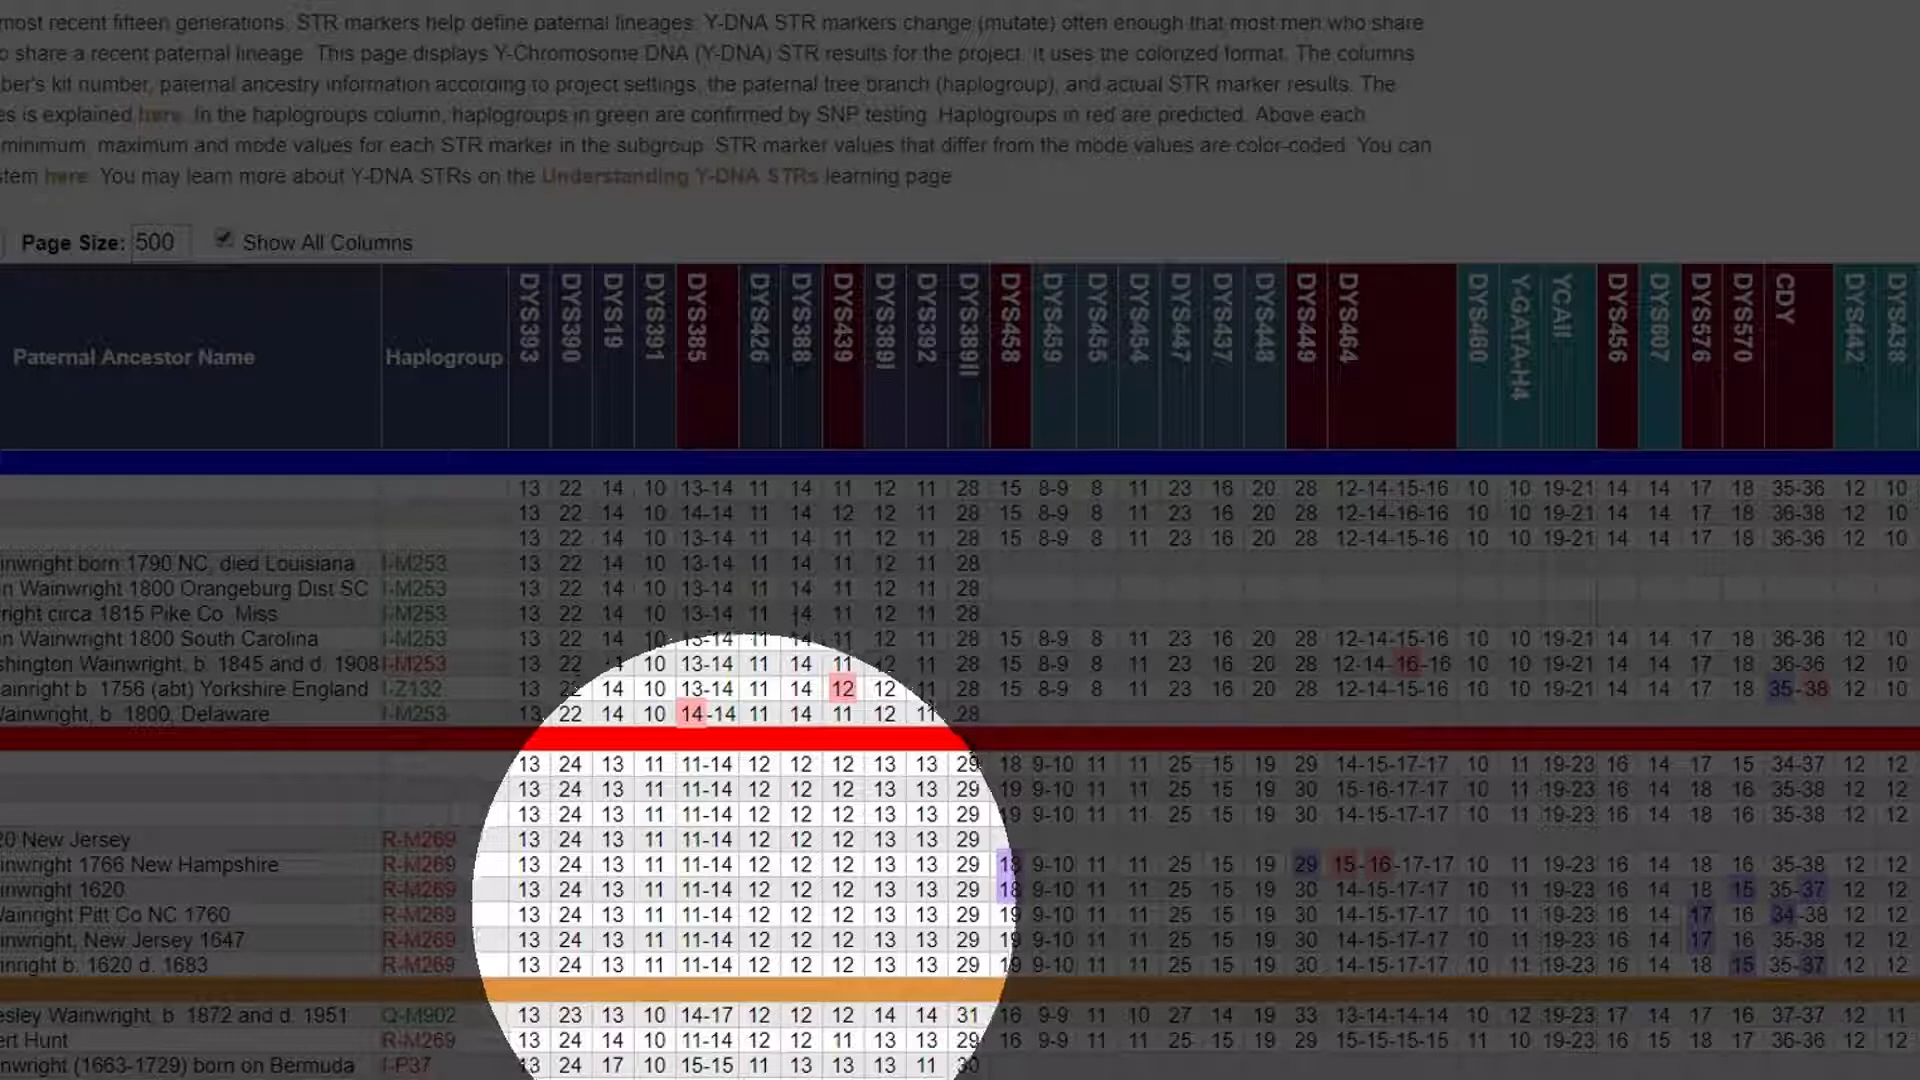 most recent fifteen generations. STR markers help define paternal lineages. Y-DNA STR markers change (mutate) often enough that most men who share
o share a recent paternal lineage. This page displays Y-Chromosome DNA (Y-DNA) STR results for the project. It uses the colorized format. The columns
ber's kit number, paternal ancestry information according to project settings, the paternal tree branch (haplogroup), and actual STR marker results. The
es is explained here. In the haplogroups column, haplogroups in green are confirmed by SNP testing. Haplogroups in red are predicted. Above each
minimum, maximum and mode values for each STR marker in the subgroup. STR marker values that differ from the mode values are color-coded. You can
stem here. You may learn more about Y-DNA STRs on the Understanding Y-DNA STRs learning page
Page Size: 500 Show All Columns
Paternal Ancestor Name Haplogroup DYS393 DYS390 DYS19 DYS391 DYS385 DYS426 DYS388 DYS439 DYS389I DYS392 DYS389II DYS458 DYS459 DYS455 DYS454 DYS447 DYS437 DYS448 DYS449 DYS464 DYS460 Y-GATA-H4 YCAII DYS456 DYS607 DYS576 DYS570 CDY DYS442 DYS438
13 22 14 10 13-14 11 14 11 12 11 28 15 8-9 8 11 23 16 20 28 12-14-15-16 10 10 19-21 14 14 17 18 35-36 12 10
13 22 14 10 14-14 11 14 12 12 11 28 15 8-9 8 11 23 16 20 28 12-14-16-16 10 10 19-21 14 14 17 18 36-38 12 10
13 22 14 10 13-14 11 14 11 12 11 28 15 8-9 8 11 23 16 20 28 12-14-15-16 10 10 19-21 14 14 17 18 36-36 12 10
inwright born 1790 NC, died Louisiana I-M253 13 22 14 10 13-14 11 14 11 12 11 28
n Wainwright 1800 Orangeburg Dist SC I-M253 13 22 14 10 13-14 11 14 11 12 11 28
right circa 1815 Pike Co. Miss I-M253 13 22 14 10 13-14 11 14 11 12 11 28
n Wainwright 1800 South Carolina I-M253 13 22 14 10 13-14 11 14 11 12 11 28 15 8-9 8 11 23 16 20 28 12-14-15-16 10 10 19-21 14 14 17 18 36-36 12 10
shington Wainwright, b. 1845 and d. 1908 I-M253 13 22 14 10 13-14 11 14 11 12 11 28 15 8-9 8 11 23 16 20 28 12-14-16-16 10 10 19-21 14 14 17 18 36-36 12 10
ainright b. 1756 (abt) Yorkshire England I-Z132 13 22 14 10 13-14 11 14 12 12 11 28 15 8-9 8 11 23 16 20 28 12-14-15-16 10 10 19-21 14 14 17 18 35-38 12 10
Wainwright, b. 1800, Delaware I-M253 13 22 14 10 14-14 11 14 11 12 11 28
13 24 13 11 11-14 12 12 12 13 13 29 18 9-10 11 11 25 15 19 29 14-15-17-17 10 11 19-23 16 14 17 15 34-37 12 12
13 24 13 11 11-14 12 12 12 13 13 29 19 9-10 11 11 25 15 19 30 15-16-17-17 10 11 19-23 16 14 18 16 35-38 12 12
13 24 13 11 11-14 12 12 12 13 13 29 19 9-10 11 11 25 15 19 30 14-15-17-17 10 11 19-23 16 14 18 16 35-38 12 12
20 New Jersey R-M269 13 24 13 11 11-14 12 12 12 13 13 29
inwright 1766 New Hampshire R-M269 13 24 13 11 11-14 12 12 12 13 13 29 18 9-10 11 11 25 15 19 29 15-16-17-17 10 11 19-23 16 14 18 16 35-38 12 12
inwright 1620 R-M269 13 24 13 11 11-14 12 12 12 13 13 29 18 9-10 11 11 25 15 19 30 14-15-17-17 10 11 19-23 16 14 18 15 35-37 12 12
Wainright Pitt Co NC 1760 R-M269 13 24 13 11 11-14 12 12 12 13 13 29 19 9-10 11 11 25 15 19 30 14-15-17-17 10 11 19-23 16 14 17 16 34-38 12 12
inwright, New Jersey 1647 R-M269 13 24 13 11 11-14 12 12 12 13 13 29 19 9-10 11 11 25 15 19 30 14-15-17-17 10 11 19-23 16 14 17 16 35-38 12 12
inright b. 1620 d. 1683 R-M269 13 24 13 11 11-14 12 12 12 13 13 29 19 9-10 11 11 25 15 19 30 14-15-17-17 10 11 19-23 16 14 18 15 35-37 12 12
esley Wainwright, b. 1872 and d. 1951 Q-M902 13 23 13 10 14-17 12 12 12 14 14 31 16 9-9 11 10 27 14 19 33 13-14-14-14 10 12 19-23 17 14 17 16 37-37 12 11
ert Hunt R-M269 13 24 14 10 11-14 12 12 11 13 13 29 16 9-9 11 11 25 15 19 29 15-15-15-15 11 10 19-23 16 15 18 17 36-36 12 12
inwright (1663-1729) born on Bermuda I-P37 13 24 17 10 15-15 11 13 13 13 11 30